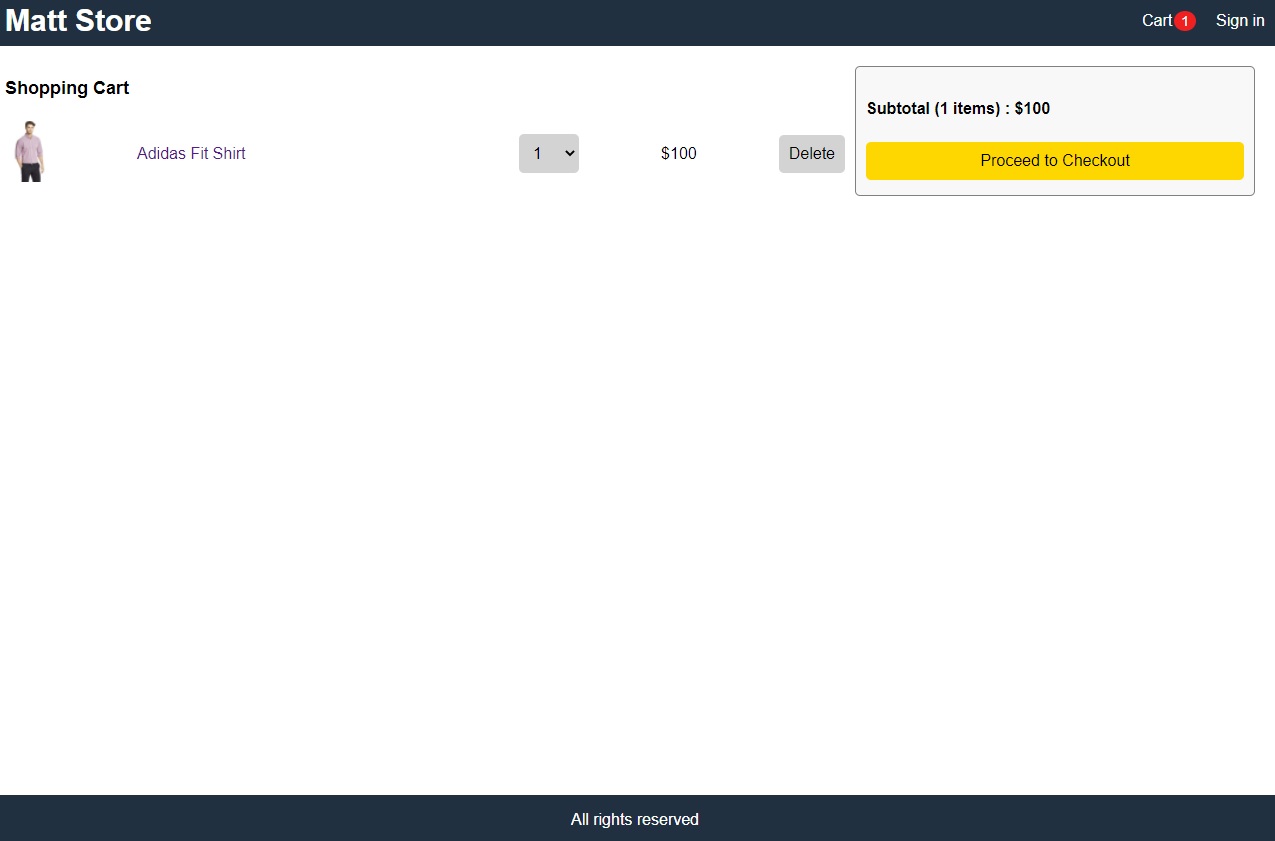 Matt Store
Cart 1 Sign in
Shopping Cart
Adidas Fit Shirt 1 $100 Delete
Subtotal (1 items) : $100
Proceed to Checkout
All rights reserved